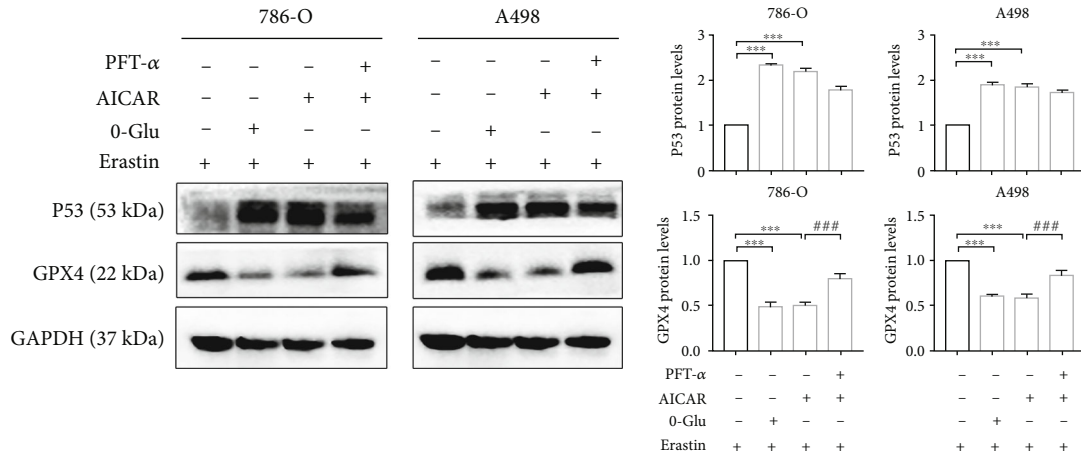 786-O A498
PFT-α – – – + – – – +
AICAR – – + + – – + +
0-Glu – + – – – + – –
Erastin + + + + + + + +
P53 (53 kDa)
GPX4 (22 kDa)
GAPDH (37 kDa)
786-O
P53 protein levels
3
2
1
0
***
***
A498
P53 protein levels
3
2
1
0
***
***
786-O
GPX4 protein levels
1.5
1.0
0.5
0.0
***
***
###
A498
GPX4 protein levels
1.5
1.0
0.5
0.0
***
***
###
PFT-α – – – + – – – +
AICAR – – + + – – + +
0-Glu – + – – – + – –
Erastin + + + + + + + +